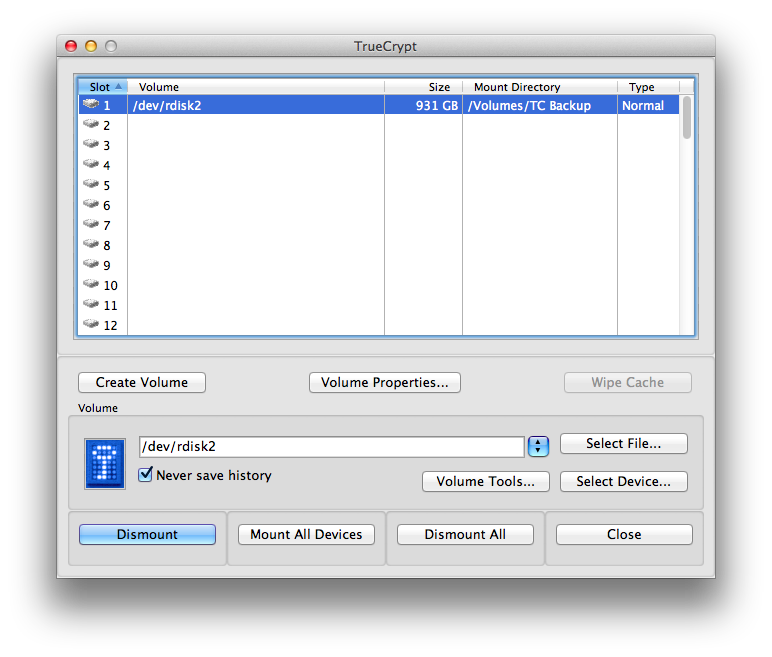 TrueCrypt
Slot Volume Size Mount Directory Type
1 /dev/rdisk2 931 GB /Volumes/TC Backup Normal
2
3
4
5
6
7
8
9
10
11
12
Create Volume Volume Properties... Wipe Cache
Volume
/dev/rdisk2 Select File...
Never save history Volume Tools... Select Device...
Dismount Mount All Devices Dismount All Close